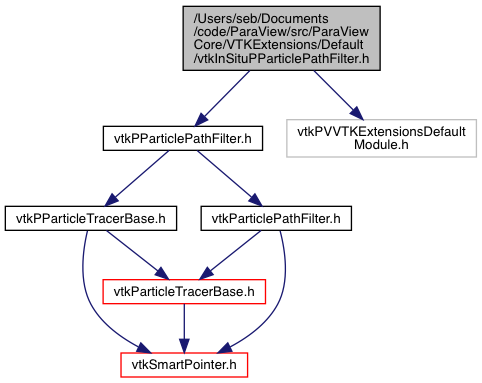 /Users/seb/Documents
/code/ParaView/src/ParaView
Core/VTKExtensions/Default
/vtkInSituPParticlePathFilter.h
vtkPParticlePathFilter.h
vtkPVVTKExtensionsDefault
Module.h
vtkPParticleTracerBase.h
vtkParticlePathFilter.h
vtkParticleTracerBase.h
vtkSmartPointer.h